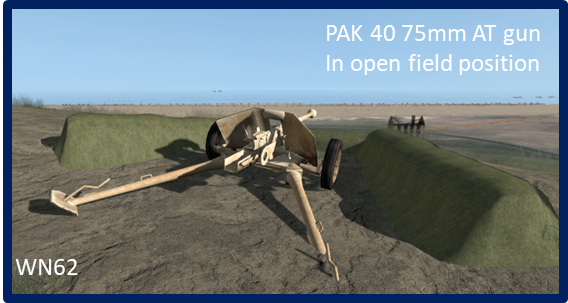 PAK 40 75mm AT gun
In open field position
WN62